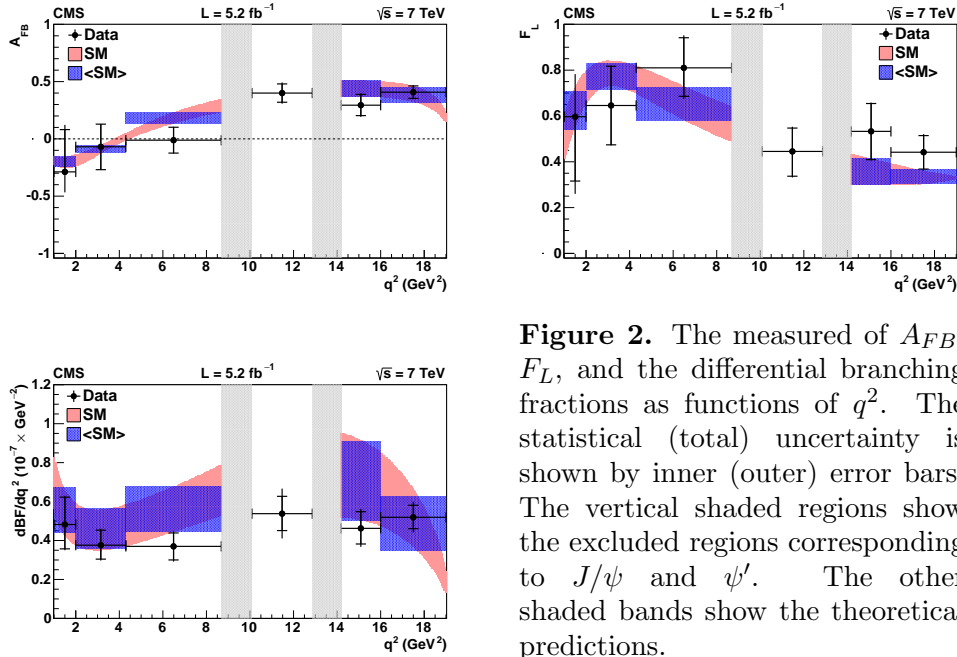 CMS L = 5.2 fb⁻¹ √s = 7 TeV
A_FB
1
0.5
0
-0.5
-1
Data
SM
<SM>
2 4 6 8 10 12 14 16 18
q² (GeV²)
CMS L = 5.2 fb⁻¹ √s = 7 TeV
F_L
1
0.8
0.6
0.4
0.2
0
Data
SM
<SM>
2 4 6 8 10 12 14 16 18
q² (GeV²)
CMS L = 5.2 fb⁻¹ √s = 7 TeV
dBF/dq² (10⁻⁷ × GeV⁻²)
1.2
1
0.8
0.6
0.4
0.2
0
Data
SM
<SM>
2 4 6 8 10 12 14 16 18
q² (GeV²)
Figure 2. The measured of A_FB
F_L, and the differential branching
fractions as functions of q². The
statistical (total) uncertainty is
shown by inner (outer) error bars
The vertical shaded regions show
the excluded regions corresponding
to J/ψ and ψ′. The other
shaded bands show the theoretical
predictions.